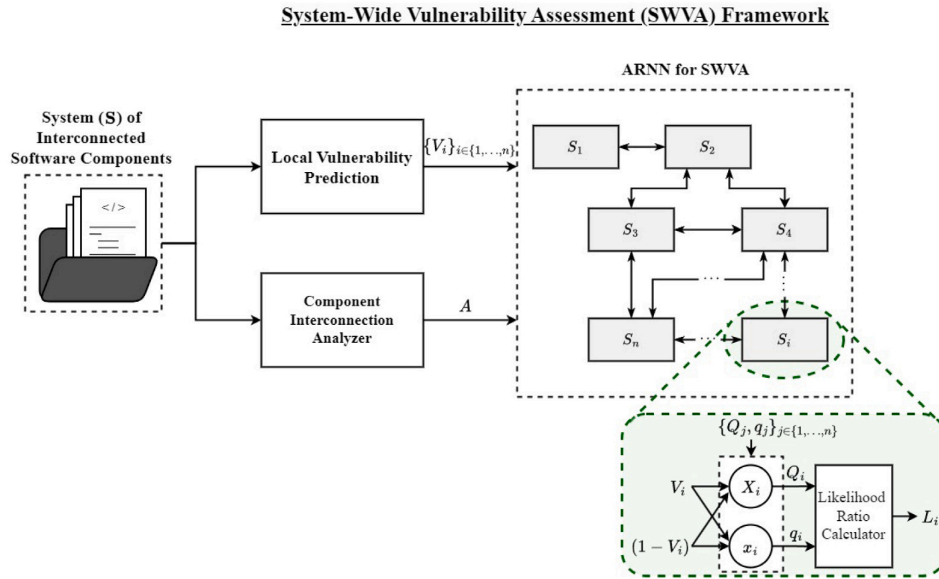 System-Wide Vulnerability Assessment (SWVA) Framework
ARNN for SWVA
System (S) of
Interconnected
Software Components
</>
Local Vulnerability
Prediction
{V_i}_{i∈{1,...,n}}
Component
Interconnection
Analyzer
A
S_1
S_2
S_3
S_4
...
...
S_n
...
S_i
{Q_j, q_j}_{j∈{1,...,n}}
V_i
(1 − V_i)
X_i
x_i
Q_i
q_i
Likelihood
Ratio
Calculator
L_i